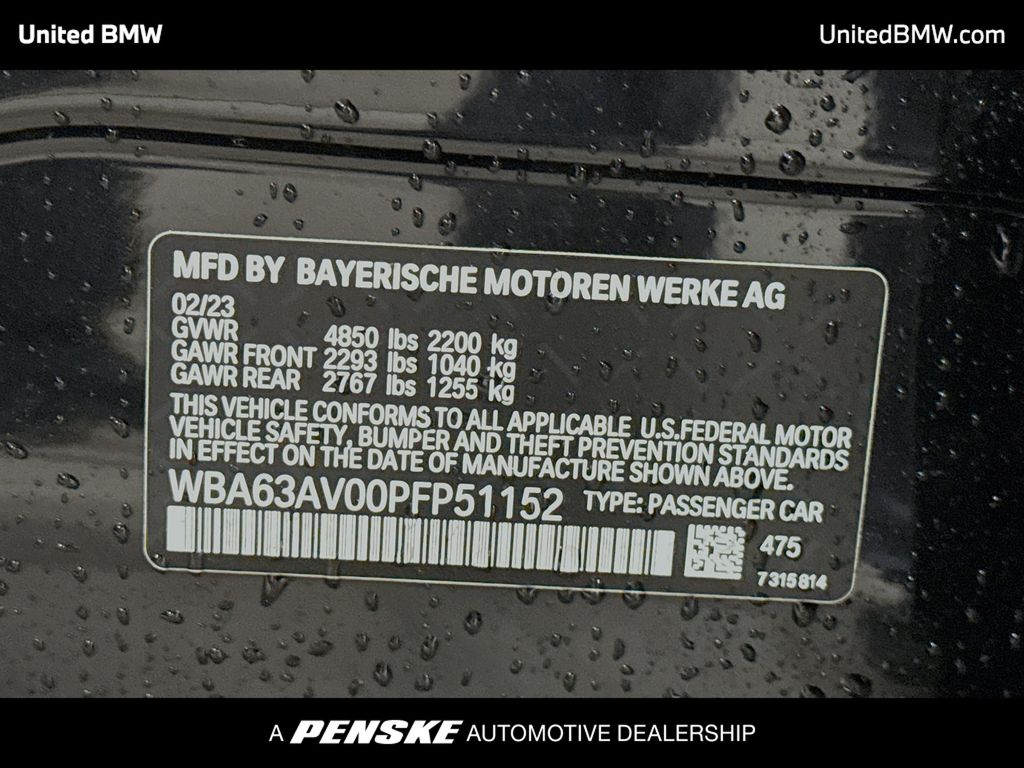 United BMW
UnitedBMW.com
MFD BY BAYERISCHE MOTOREN WERKE AG
02/23
GVWR 4850 lbs 2200 kg
GAWR FRONT 2293 lbs 1040 kg
GAWR REAR 2767 lbs 1255 kg
THIS VEHICLE CONFORMS TO ALL APPLICABLE U.S.FEDERAL MOTOR
VEHICLE SAFETY, BUMPER AND THEFT PREVENTION STANDARDS
IN EFFECT ON THE DATE OF MANUFACTURE SHOWN ABOVE.
WBA63AV00PFP51152 TYPE: PASSENGER CAR
475
7315814
A PENSKE AUTOMOTIVE DEALERSHIP